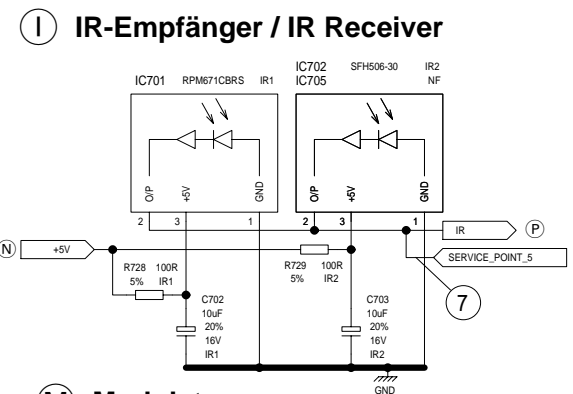 I IR-Empfänger / IR Receiver
IC702 SFH506-30 IR2
IC701 RPM671CBRS IR1
IC705 NF
O/P +5V GND
O/P +5V GND
2 3 1
2 3 1
IR P
N +5V
SERVICE_POINT_5
R728 100R
5% IR1
R729 100R
5% IR2
7
C702
10uF
20%
16V
IR1
C703
10uF
20%
16V
IR2
GND